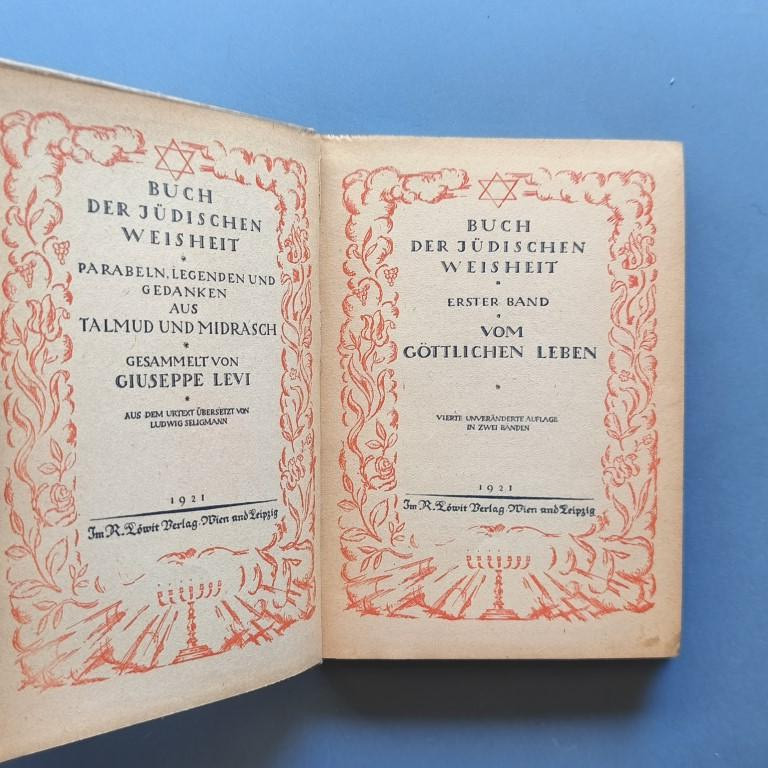 BUCH
DER JÜDISCHEN
WEISHEIT
PARABELN, LEGENDEN UND
GEDANKEN
AUS
TALMUD UND MIDRASCH
GESAMMELT VON
GIUSEPPE LEVI
AUS DEM URTEXT ÜBERSETZT VON
LUDWIG SELIGMANN
1921
Im R. Löwit Verlag · Wien und Leipzig
BUCH
DER JÜDISCHEN
WEISHEIT
ERSTER BAND
VOM
GÖTTLICHEN LEBEN
VIERTE UNVERÄNDERTE AUFLAGE
IN ZWEI BÄNDEN
1921
Im R. Löwit Verlag · Wien und Leipzig